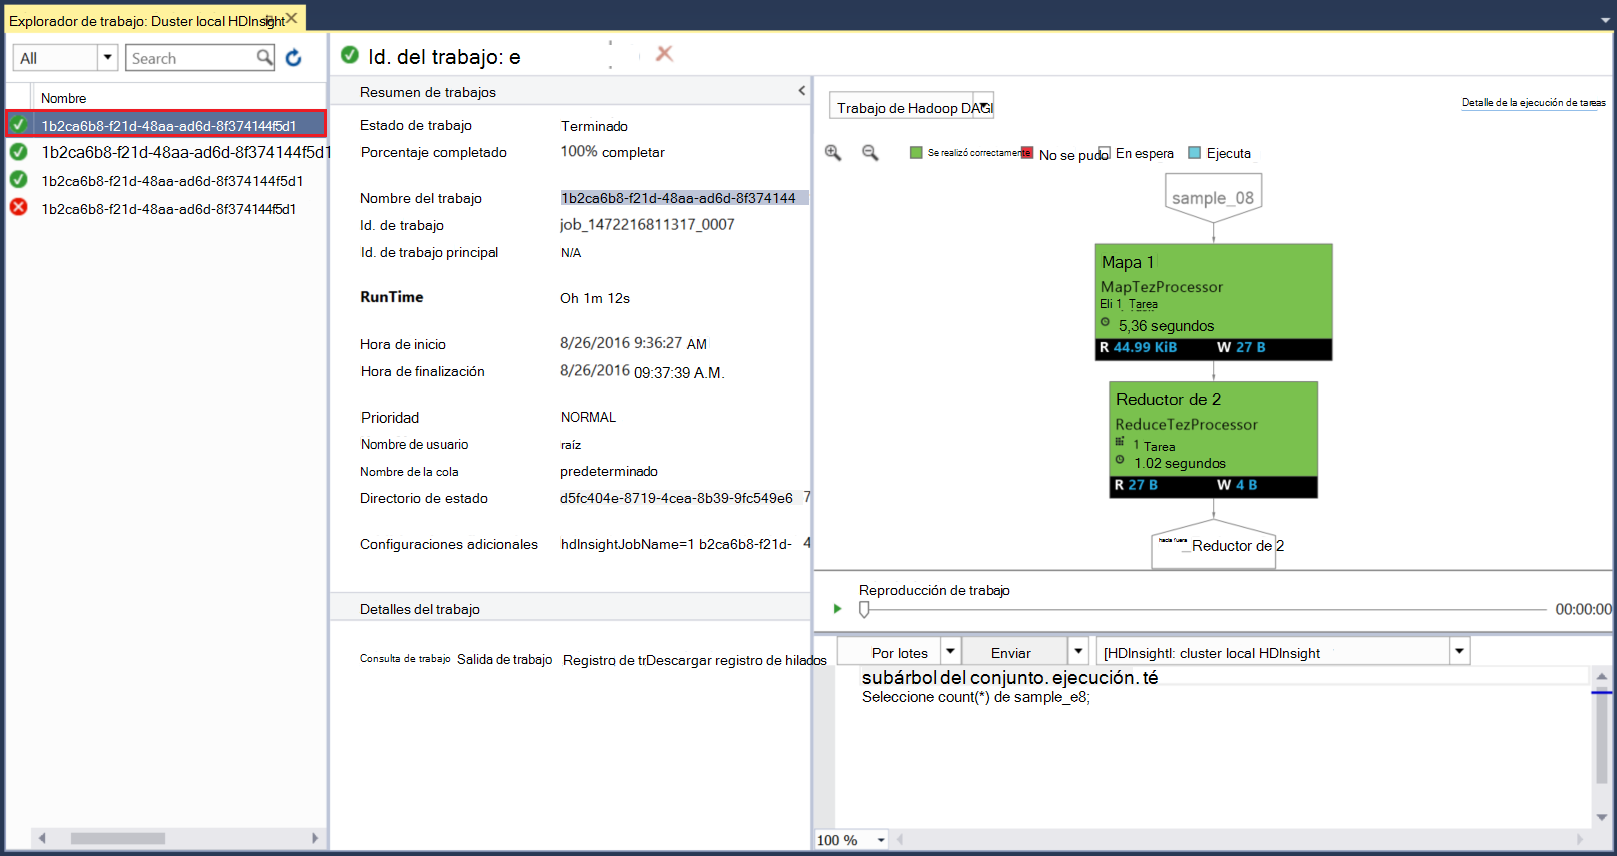 Explorador de trabajo: Duster local HDInsight
All
Search
Nombre
1b2ca6b8-f21d-48aa-ad6d-8f374144f5d1
1b2ca6b8-f21d-48aa-ad6d-8f374144f5d1
1b2ca6b8-f21d-48aa-ad6d-8f374144f5d1
1b2ca6b8-f21d-48aa-ad6d-8f374144f5d1
Id. del trabajo: e
Resumen de trabajos
Estado de trabajo Terminado
Porcentaje completado 100% completar
Nombre del trabajo 1b2ca6b8-f21d-48aa-ad6d-8f374144
Id. de trabajo job_1472216811317_0007
Id. de trabajo principal N/A
RunTime Oh 1m 12s
Hora de inicio 8/26/2016 9:36:27 AM
Hora de finalización 8/26/2016 09:37:39 A.M.
Prioridad NORMAL
Nombre de usuario raíz
Nombre de la cola predeterminado
Directorio de estado d5fc404e-8719-4cea-8b39-9fc549e6 7
Configuraciones adicionales hdInsightJobName=1 b2ca6b8-f21d- 4
Detalles del trabajo
Consulta de trabajo Salida de trabajo Registro de trDescargar registro de hilados
Trabajo de Hadoop DAGI
Detalle de la ejecución de tareas
Se realizó correctamente No se pudo En espera Ejecuta
sample_08
Mapa 1
MapTezProcessor
Eli 1 Tarea
5,36 segundos
R 44.99 KiB W 27 B
Reductor de 2
ReduceTezProcessor
1 Tarea
1.02 segundos
R 27 B W 4 B
hacia fuera_Reductor de 2
Reproducción de trabajo
00:00:00
Por lotes Enviar [HDInsightl: cluster local HDInsight
subárbol del conjunto. ejecución. té
Seleccione count(*) de sample_e8;
100 %